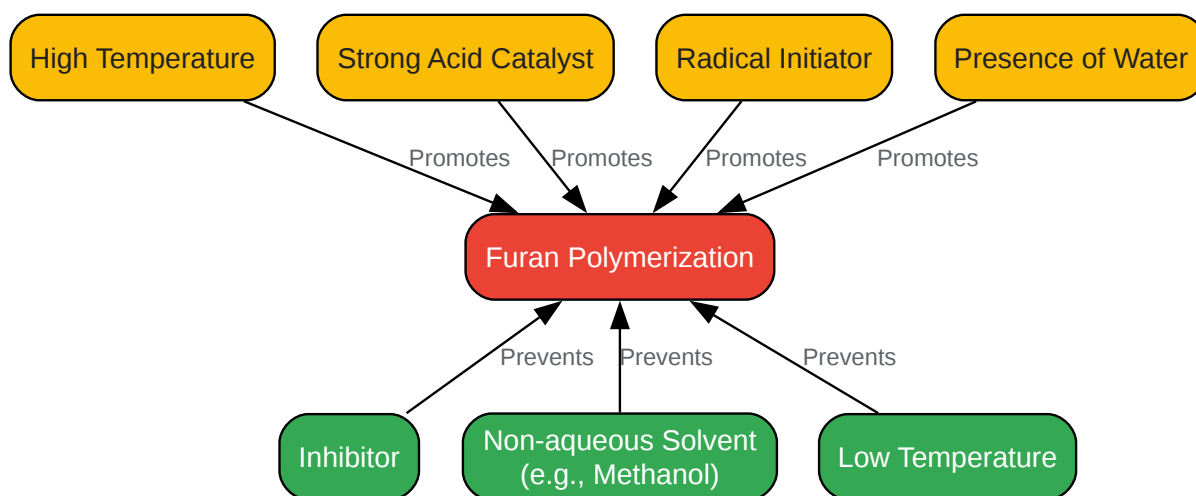 High Temperature
Strong Acid Catalyst
Radical Initiator
Presence of Water
Promotes
Promotes
Promotes
Promotes
Furan Polymerization
Prevents
Prevents
Prevents
Inhibitor
Non-aqueous Solvent
(e.g., Methanol)
Low Temperature